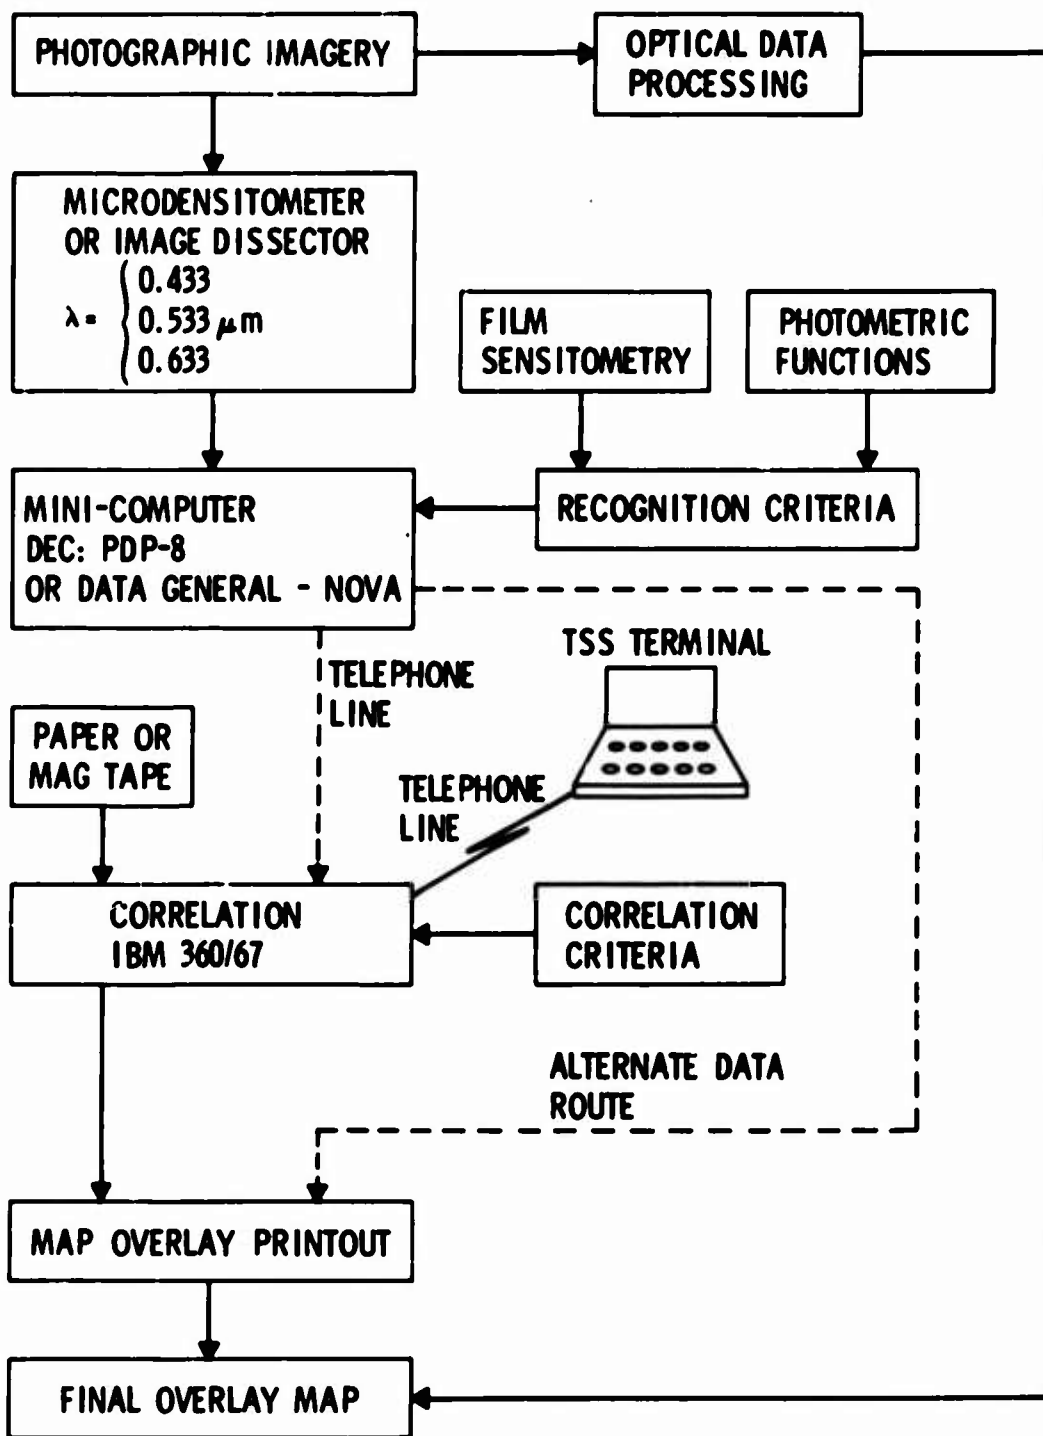 PHOTOGRAPHIC IMAGERY
OPTICAL DATA
PROCESSING
MICRODENSITOMETER
OR IMAGE DISSECTOR
0.433
λ = 0.533 μm
0.633
FILM
SENSITOMETRY
PHOTOMETRIC
FUNCTIONS
MINI-COMPUTER
DEC: PDP-8
OR DATA GENERAL - NOVA
RECOGNITION CRITERIA
TELEPHONE
LINE
TSS TERMINAL
PAPER OR
MAG TAPE
TELEPHONE
LINE
CORRELATION
IBM 360/67
CORRELATION
CRITERIA
ALTERNATE DATA
ROUTE
MAP OVERLAY PRINTOUT
FINAL OVERLAY MAP